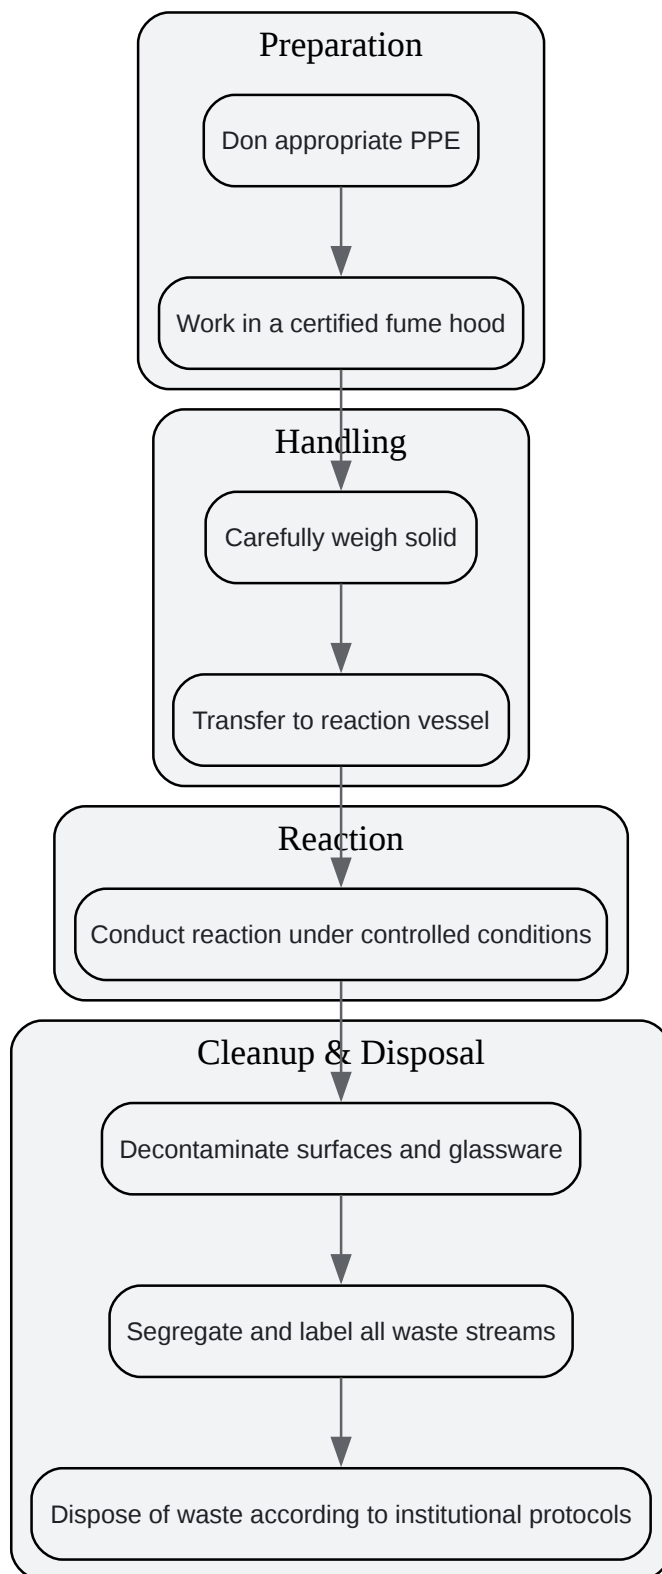 Preparation
Don appropriate PPE
Work in a certified fume hood
Handling
Carefully weigh solid
Transfer to reaction vessel
Reaction
Conduct reaction under controlled conditions
Cleanup & Disposal
Decontaminate surfaces and glassware
Segregate and label all waste streams
Dispose of waste according to institutional protocols